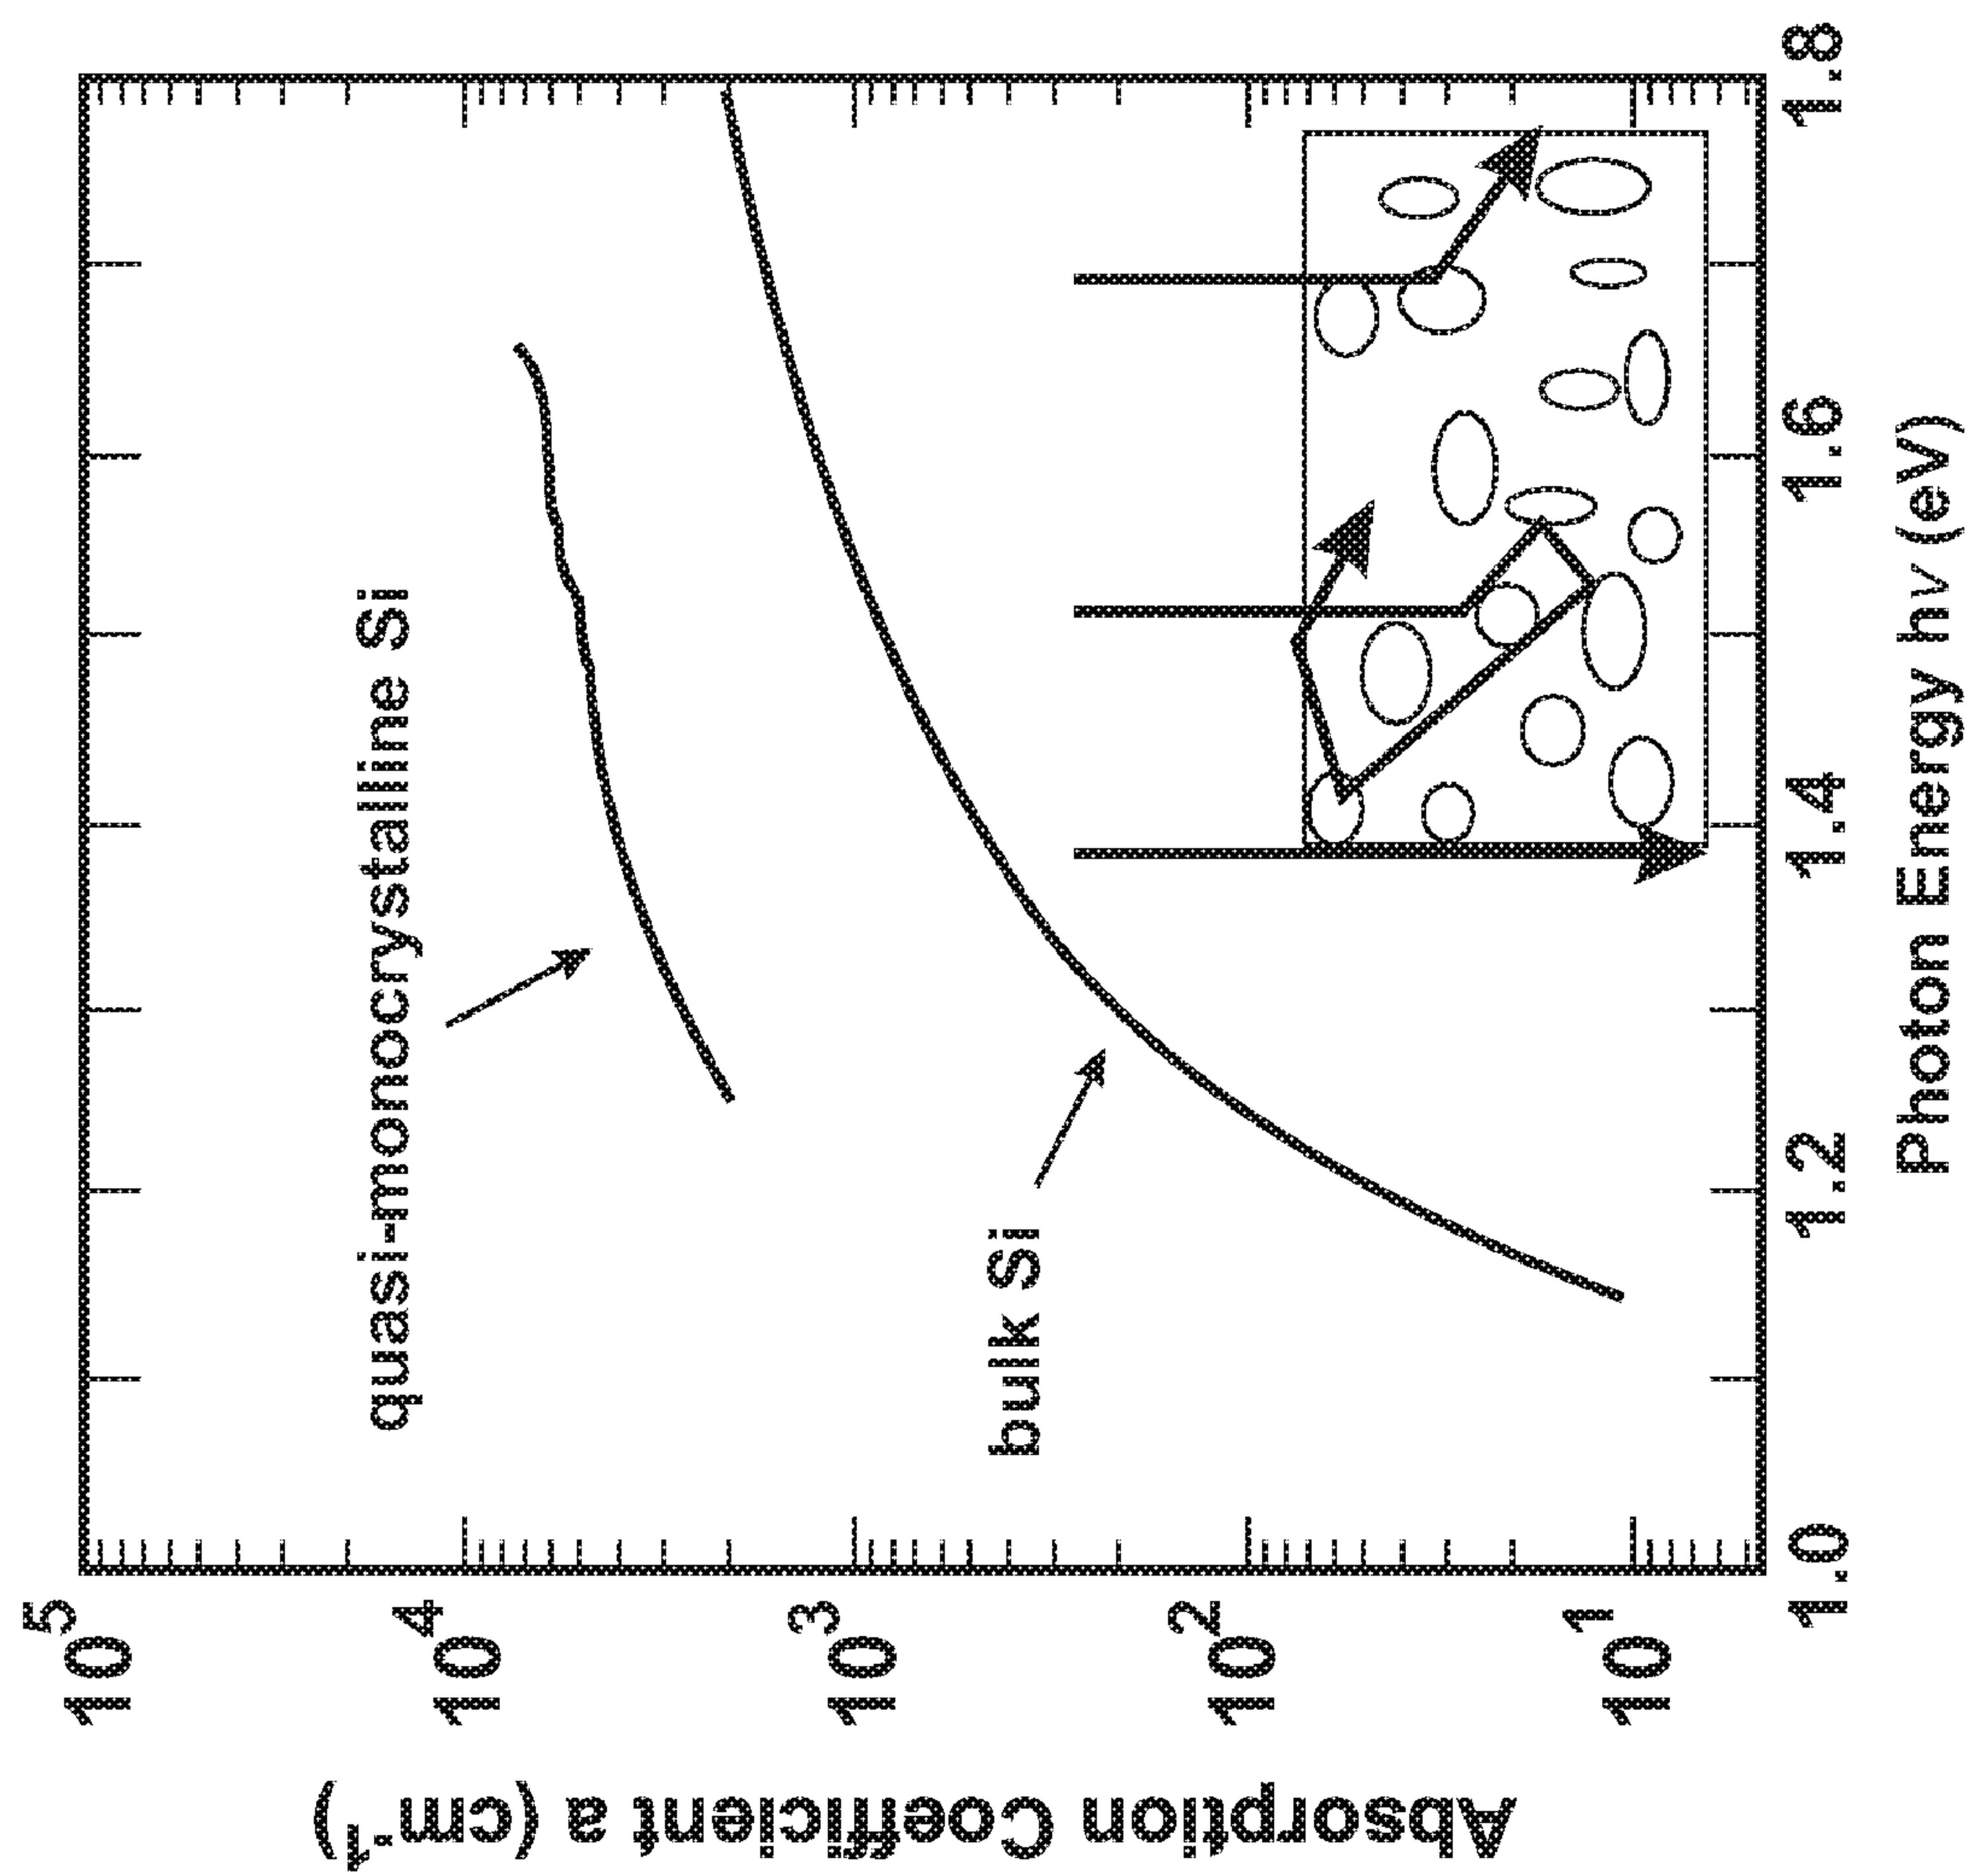 Absorption Coefficient a (cm⁻¹)
10⁵
10⁴
10³
10²
10¹
quasi-monocrystalline Si
bulk Si
1.0
1.2
1.4
1.6
1.8
Photon Energy hν (eV)